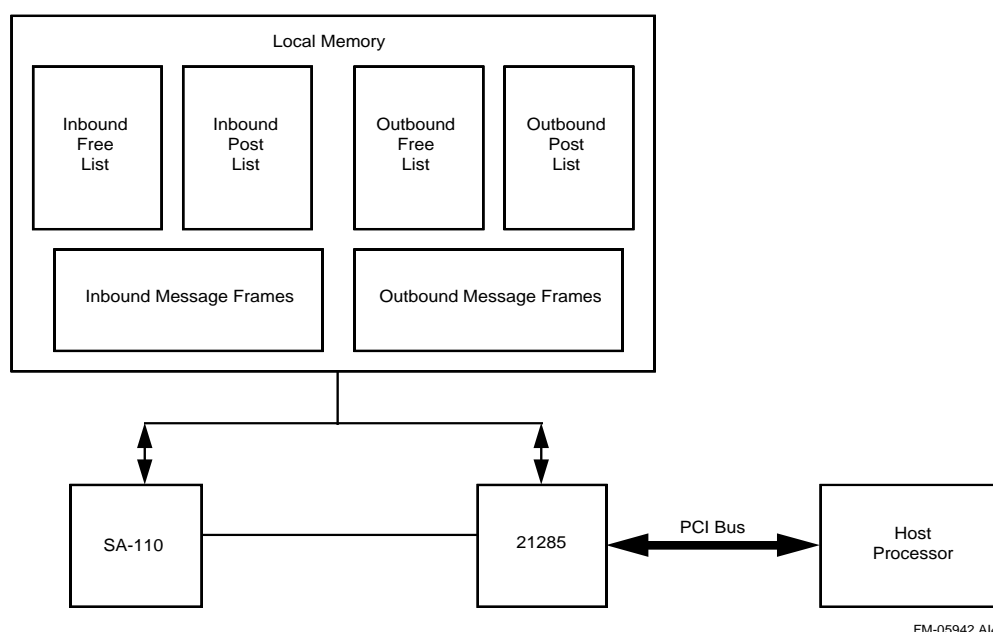 Local Memory
Inbound
Free
List
Inbound
Post
List
Outbound
Free
List
Outbound
Post
List
Inbound Message Frames
Outbound Message Frames
SA-110
21285
PCI Bus
Host
Processor